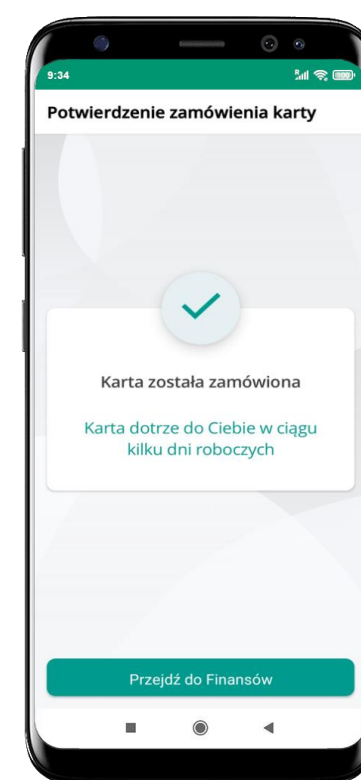 9:34
Potwierdzenie zamówienia karty
Karta została zamówiona
Karta dotrze do Ciebie w ciągu
kilku dni roboczych
Przejdź do Finansów